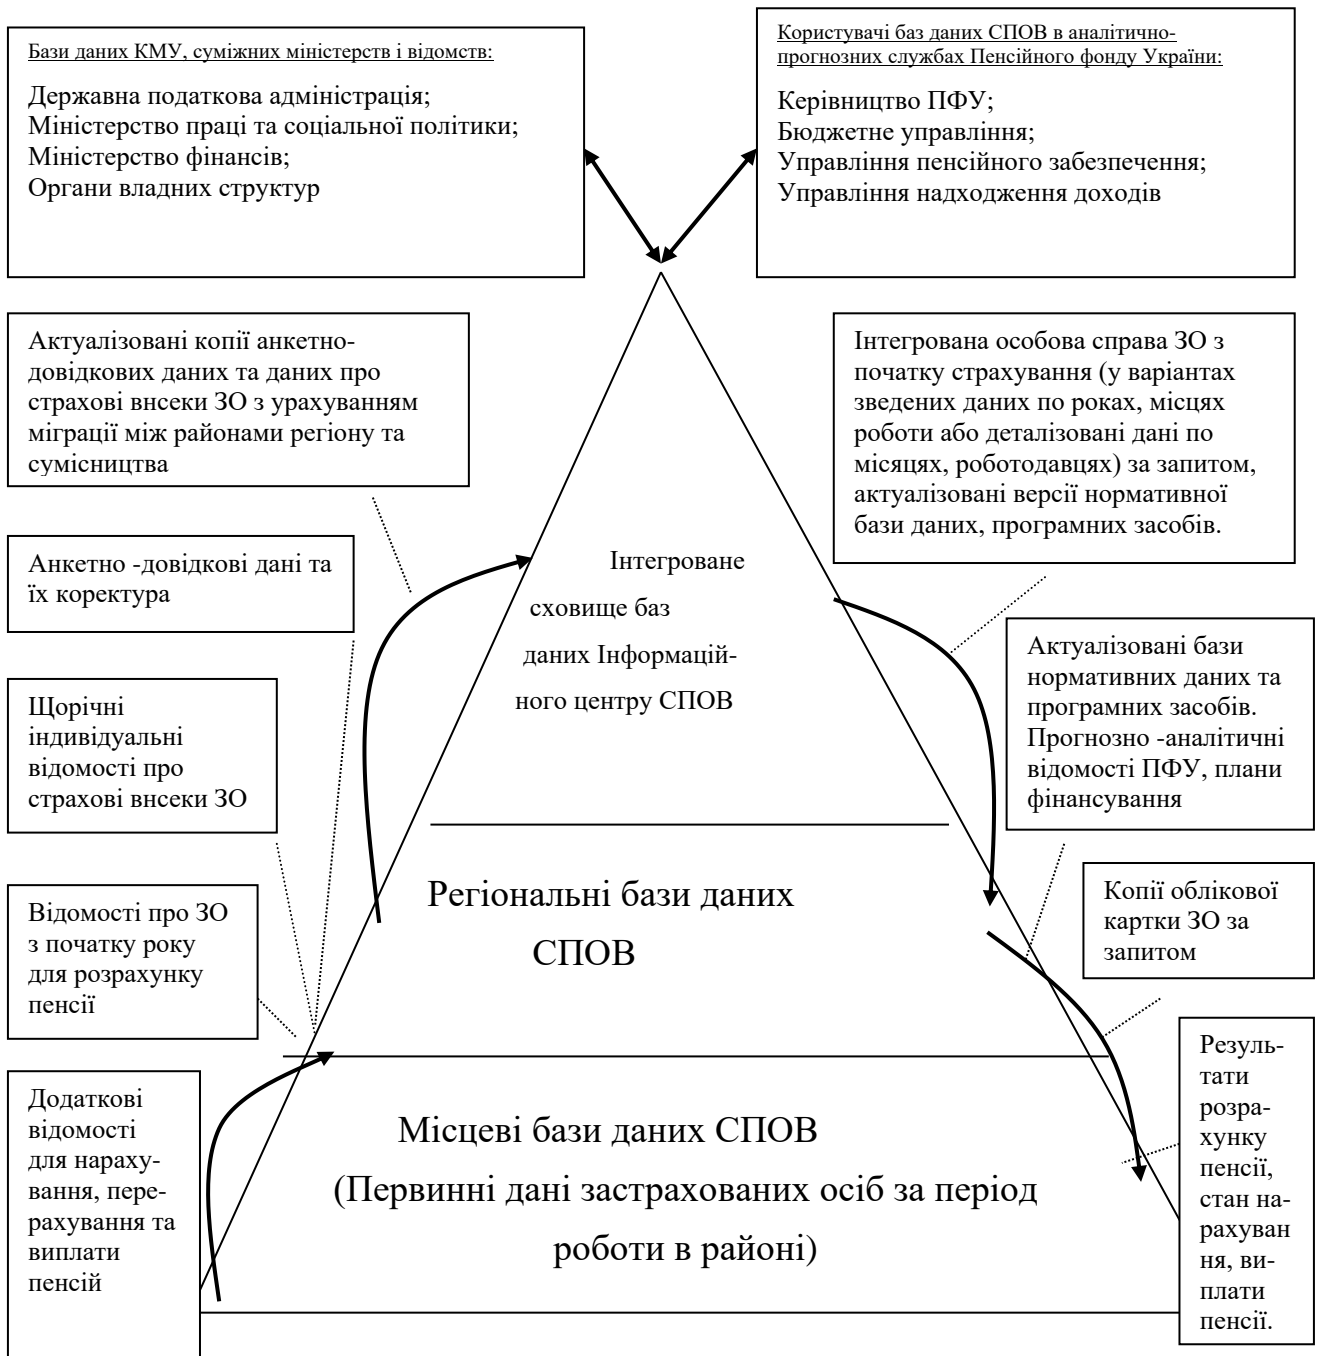 Бази даних КМУ, суміжних міністерств і відомств:
Державна податкова адміністрація;
Міністерство праці та соціальної політики;
Міністерство фінансів;
Органи владних структур
Користувачі баз даних СПОВ в аналітично-
прогнозних службах Пенсійного фонду України:
Керівництво ПФУ;
Бюджетне управління;
Управління пенсійного забезпечення;
Управління надходження доходів
Актуалізовані копії анкетно-
довідкових даних та даних про
страхові внсеки ЗО з урахуванням
міграції між районами регіону та
сумісництва
Інтегрована особова справа ЗО з
початку страхування (у варіантах
зведених даних по роках, місцях
роботи або деталізовані дані по
місяцях, роботодавцях) за запитом,
актуалізовані версії нормативної
бази даних, програмних засобів.
Анкетно -довідкові дані та
їх коректура
Інтегроване
сховище баз
даних Інформацій-
ного центру СПОВ
Актуалізовані бази
нормативних даних та
програмних засобів.
Прогнозно -аналітичні
відомості ПФУ, плани
фінансування
Щорічні
індивідуальні
відомості про
страхові внсеки ЗО
Регіональні бази даних
СПОВ
Копії облікової
картки ЗО за
запитом
Відомості про ЗО
з початку року
для розрахунку
пенсії
Місцеві бази даних СПОВ
(Первинні дані застрахованих осіб за період
роботи в районі)
Додаткові
відомості
для нараху-
вання, пере-
рахування та
виплати
пенсій
Резуль-
тати
розра-
хунку
пенсії,
стан на-
рахуван
ня, ви-
плати
пенсії.